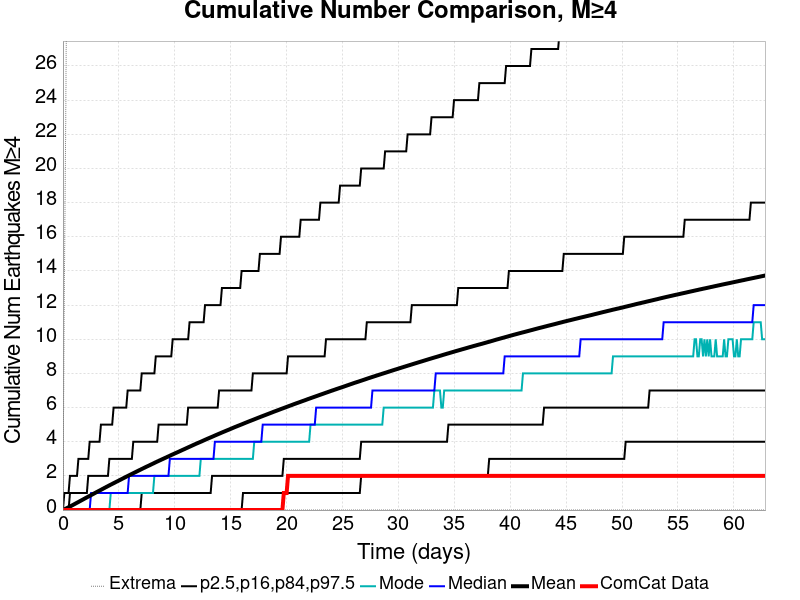 Cumulative Number Comparison, M≥4
Cumulative Num Earthquakes M≥4
26
24
22
20
18
16
14
12
10
8
6
4
2
0
0 5 10 15 20 25 30 35 40 45 50 55 60
Time (days)
Extrema p2.5,p16,p84,p97.5 Mode Median Mean ComCat Data